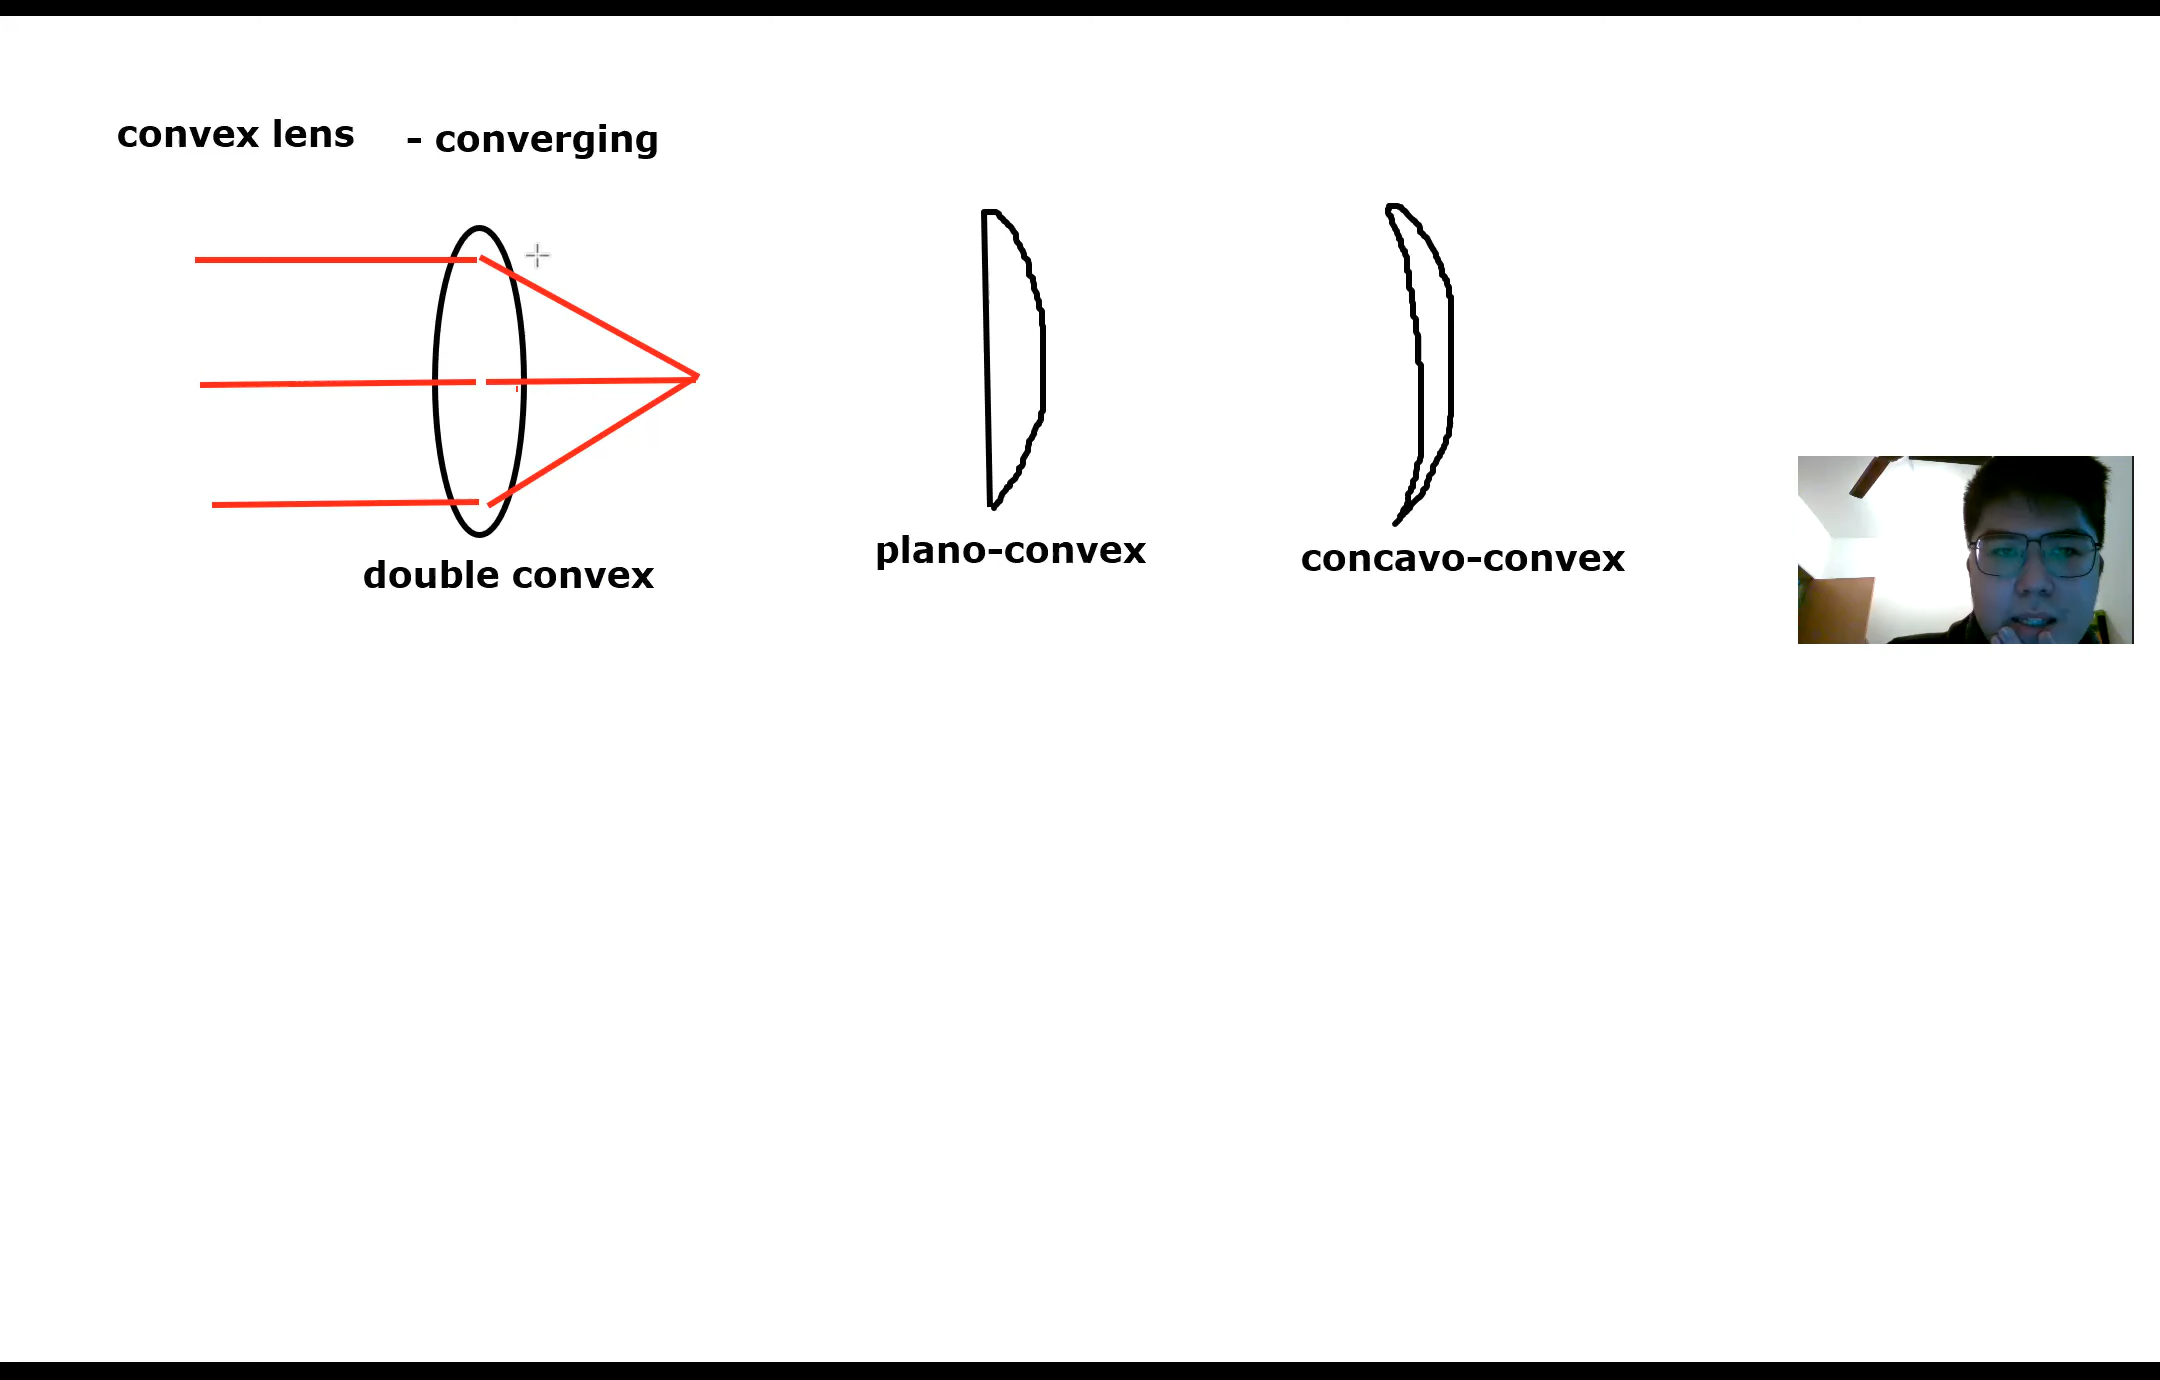 convex lens - converging
double convex
plano-convex
concavo-convex